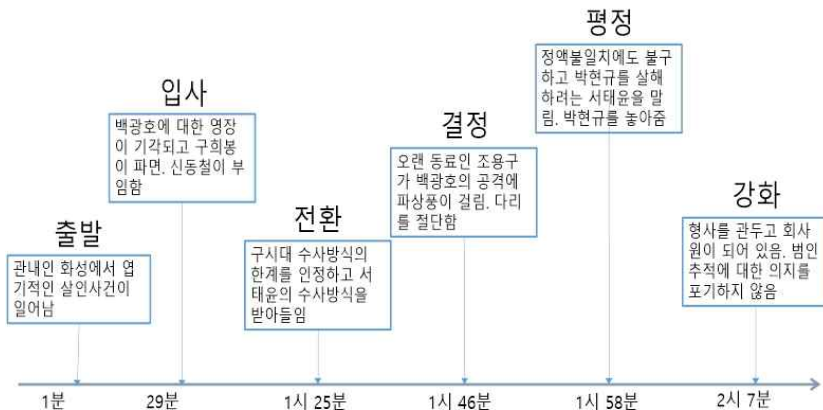 평정
정액불일치에도 불구
하고 박현규를 살해
하려는 서태윤을 말
림. 박현규를 놓아줌
입사
백광호에 대한 영장
이 기각되고 구희봉
이 파면. 신동철이 부
임함
결정
오랜 동료인 조용구
가 백광호의 공격에
파상풍이 걸림. 다리
를 절단함
강화
형사를 관두고 회사
원이 되어 있음. 범인
추적에 대한 의지를
포기하지 않음
출발
관내인 화성에서 엽
기적인 살인사건이
일어남
전환
구시대 수사방식의
한계를 인정하고 서
태윤의 수사방식을
받아들임
1분
29분
1시 25분
1시 46분
1시 58분
2시 7분